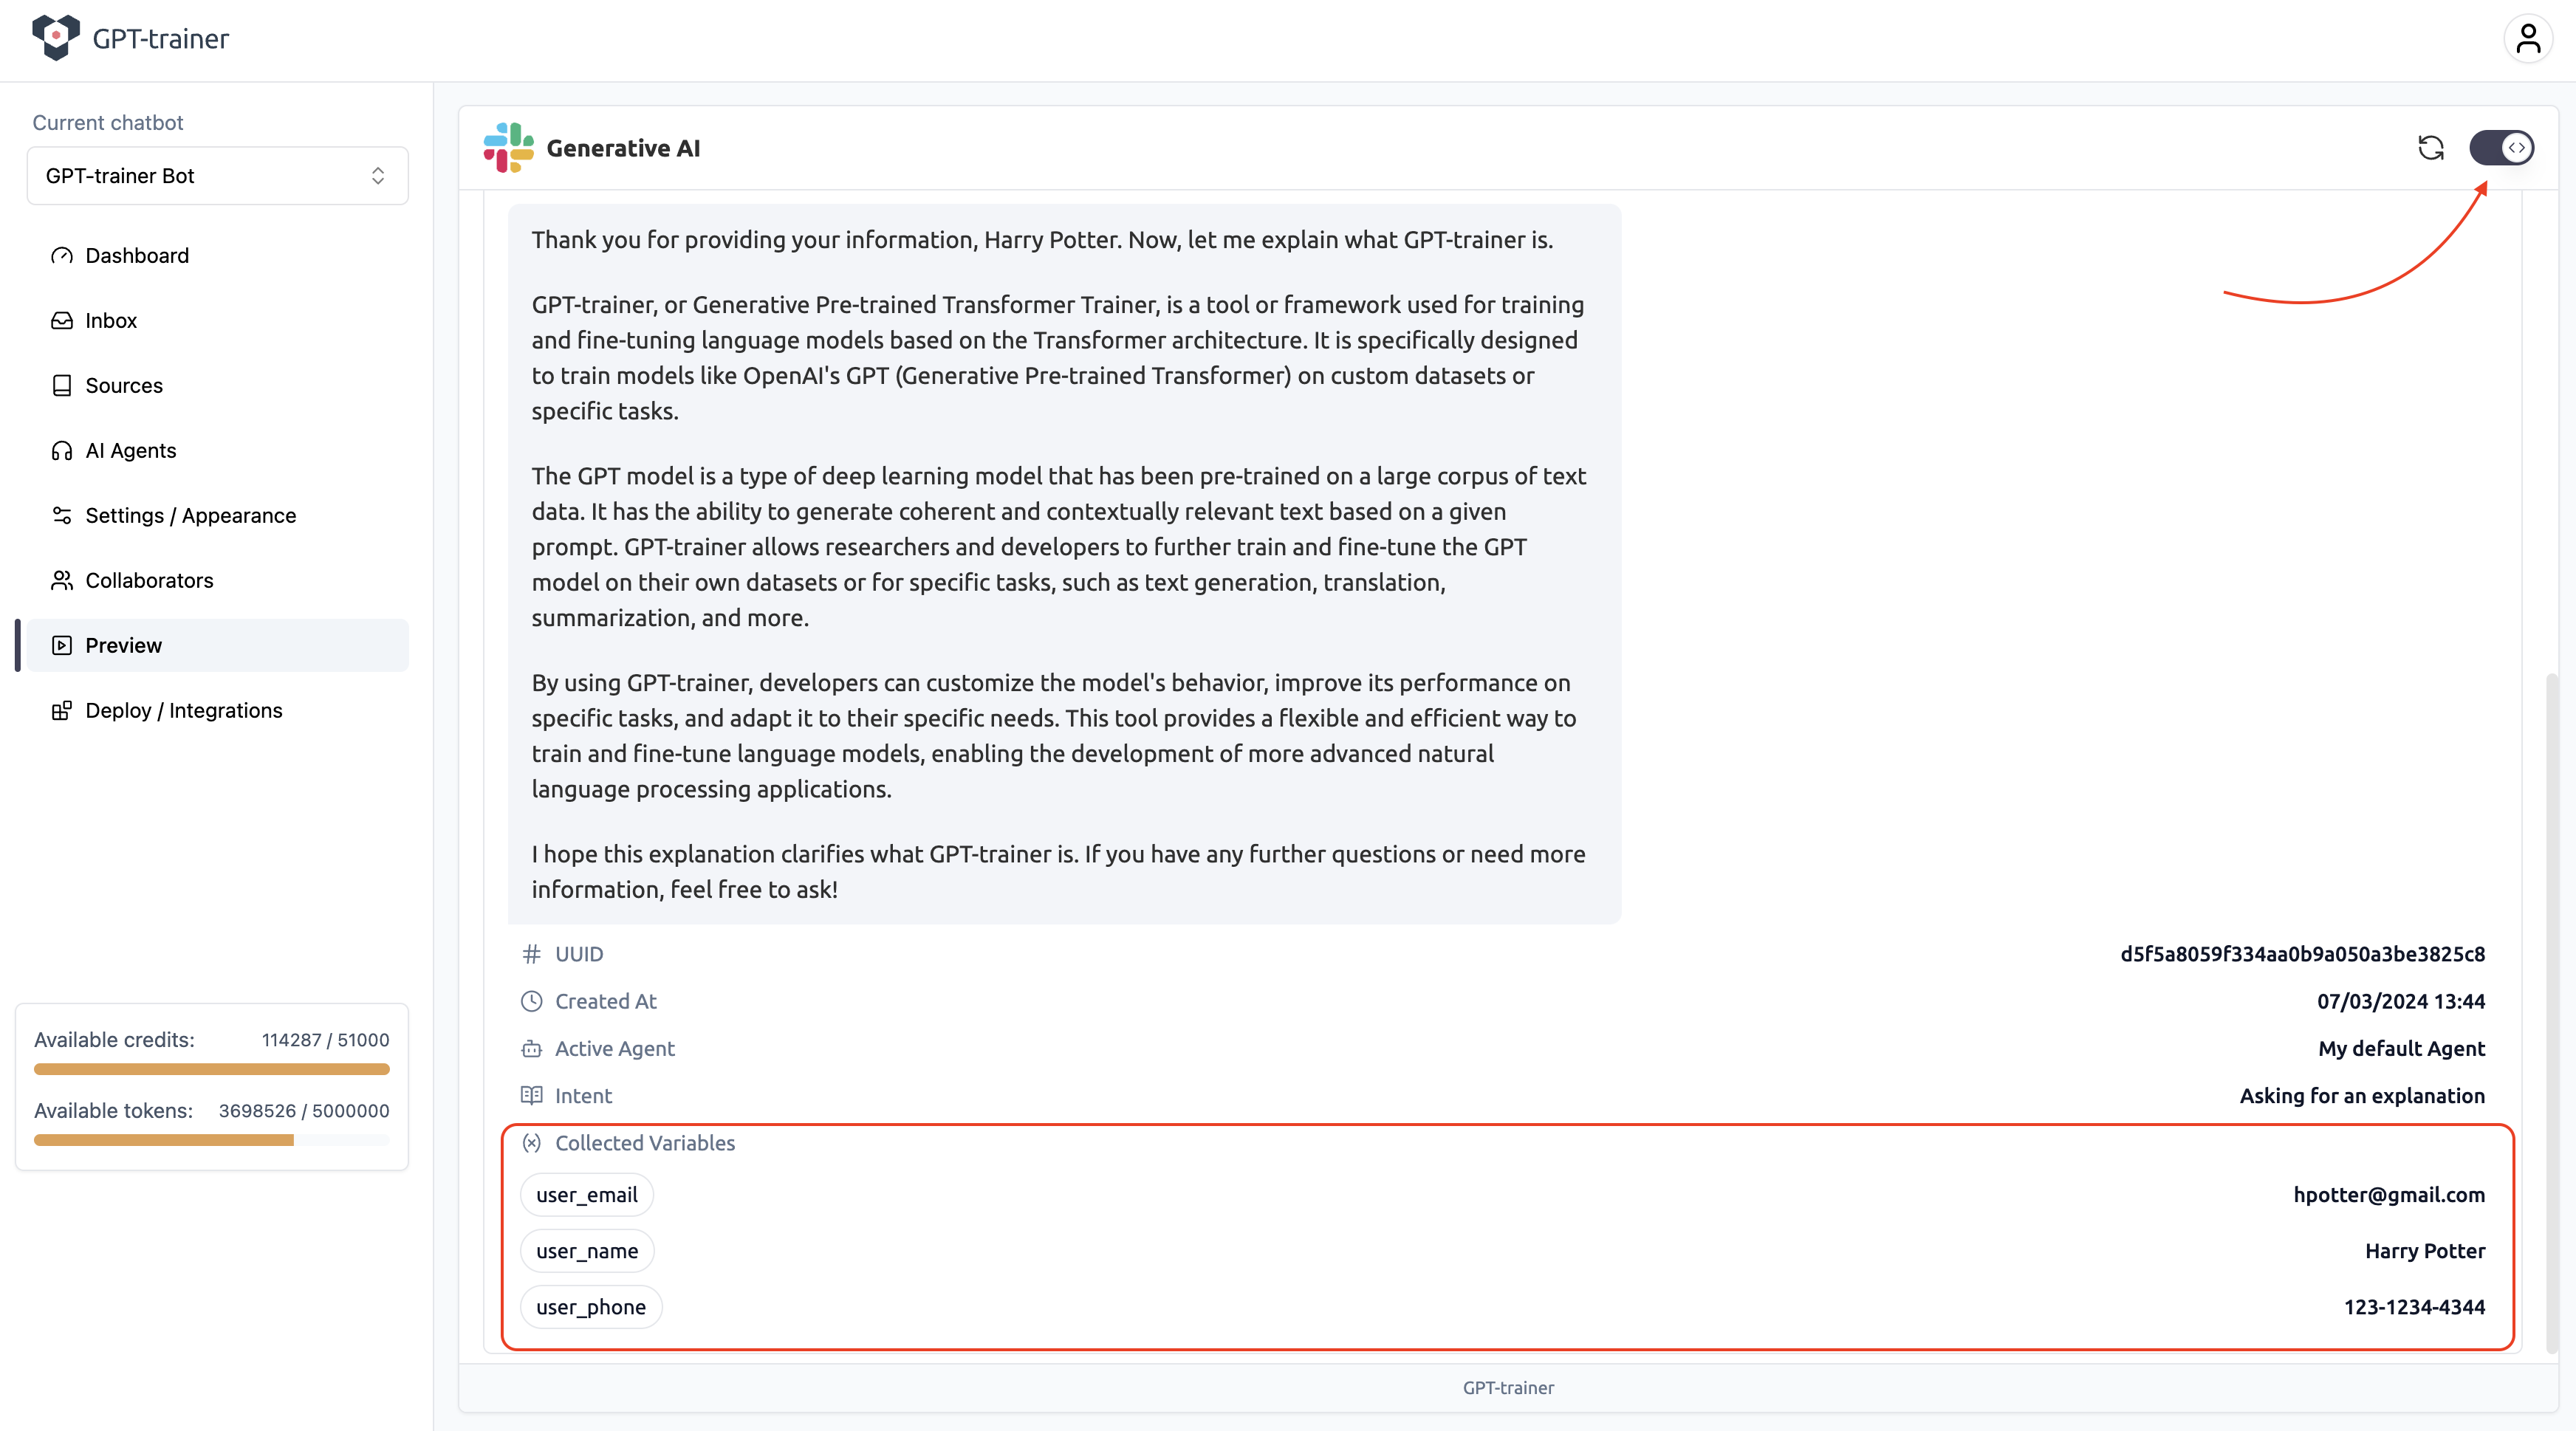 GPT-trainer
Current chatbot
GPT-trainer Bot
Dashboard
Inbox
Sources
AI Agents
Settings / Appearance
Collaborators
Preview
Deploy / Integrations
Available credits: 114287 / 51000
Available tokens: 3698526 / 5000000
Generative AI
Thank you for providing your information, Harry Potter. Now, let me explain what GPT-trainer is.
GPT-trainer, or Generative Pre-trained Transformer Trainer, is a tool or framework used for training
and fine-tuning language models based on the Transformer architecture. It is specifically designed
to train models like OpenAI's GPT (Generative Pre-trained Transformer) on custom datasets or
specific tasks.
The GPT model is a type of deep learning model that has been pre-trained on a large corpus of text
data. It has the ability to generate coherent and contextually relevant text based on a given
prompt. GPT-trainer allows researchers and developers to further train and fine-tune the GPT
model on their own datasets or for specific tasks, such as text generation, translation,
summarization, and more.
By using GPT-trainer, developers can customize the model's behavior, improve its performance on
specific tasks, and adapt it to their specific needs. This tool provides a flexible and efficient way to
train and fine-tune language models, enabling the development of more advanced natural
language processing applications.
I hope this explanation clarifies what GPT-trainer is. If you have any further questions or need more
information, feel free to ask!
UUID d5f5a8059f334aa0b9a050a3be3825c8
Created At 07/03/2024 13:44
Active Agent My default Agent
Intent Asking for an explanation
Collected Variables
user_email hpotter@gmail.com
user_name Harry Potter
user_phone 123-1234-4344
GPT-trainer